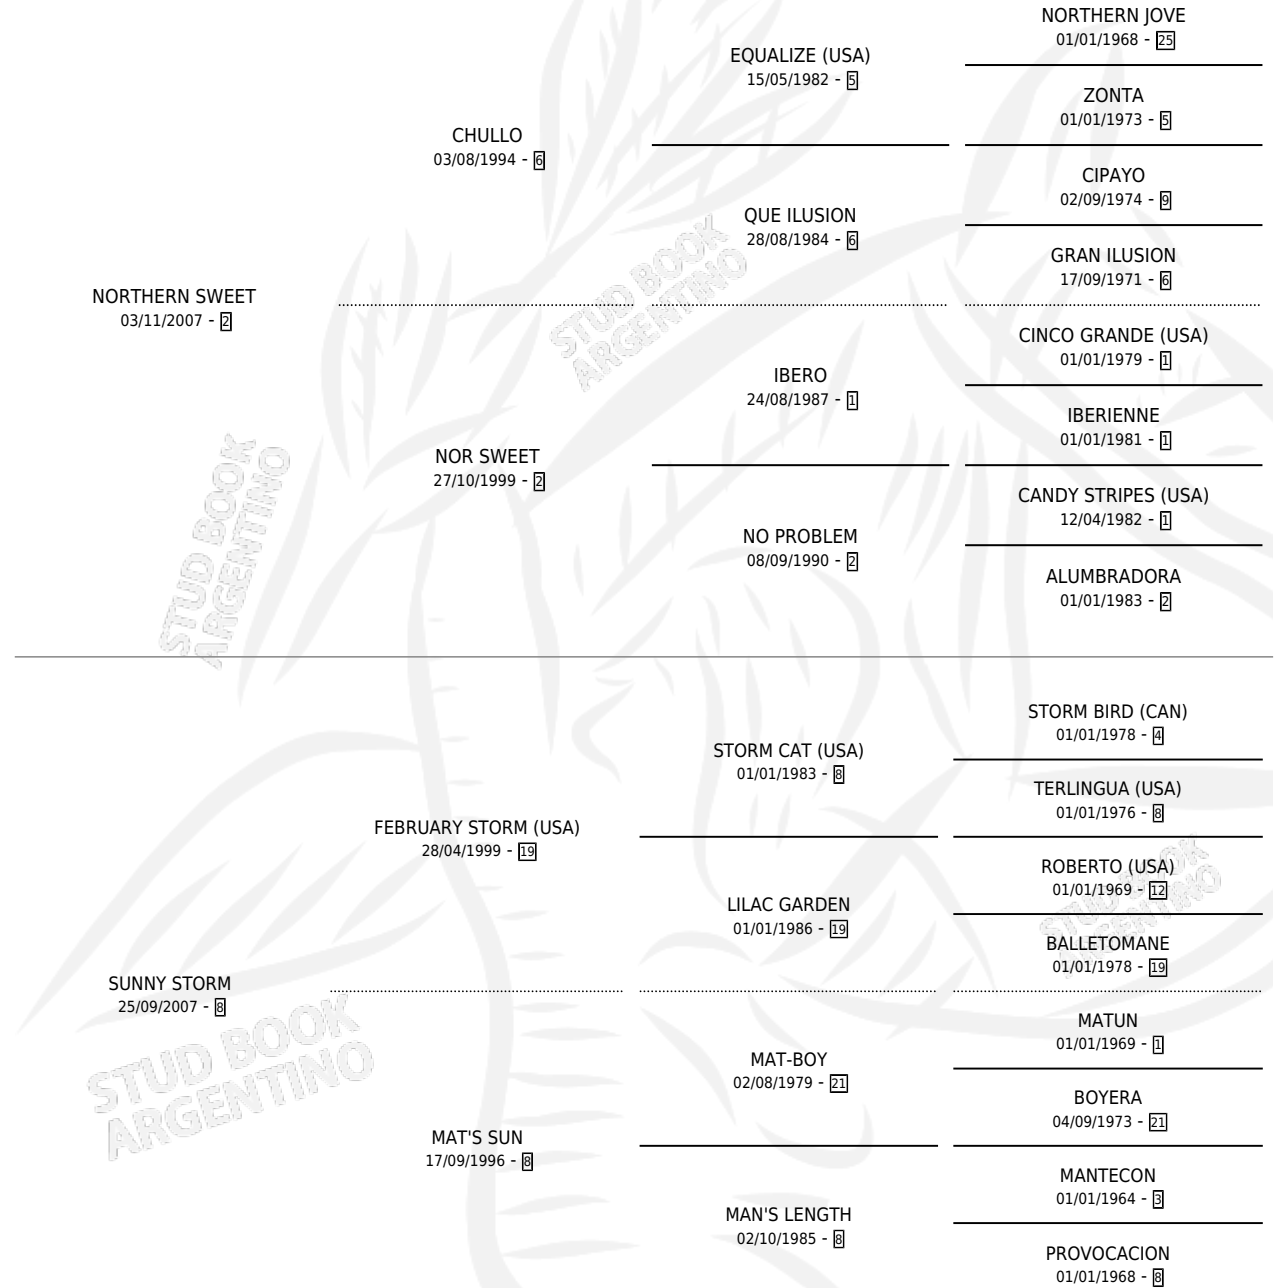 NORTHERN JOVE
01/01/1968 - 25
EQUALIZE (USA)
15/05/1982 - 5
ZONTA
01/01/1973 - 5
CHULLO
03/08/1994 - 6
CIPAYO
02/09/1974 - 9
QUE ILUSION
28/08/1984 - 6
GRAN ILUSION
17/09/1971 - 6
NORTHERN SWEET
03/11/2007 - 2
CINCO GRANDE (USA)
01/01/1979 - 1
IBERO
24/08/1987 - 1
IBERIENNE
01/01/1981 - 1
NOR SWEET
27/10/1999 - 2
CANDY STRIPES (USA)
12/04/1982 - 1
NO PROBLEM
08/09/1990 - 2
ALUMBRADORA
01/01/1983 - 2
STORM BIRD (CAN)
01/01/1978 - 4
STORM CAT (USA)
01/01/1983 - 8
TERLINGUA (USA)
01/01/1976 - 8
FEBRUARY STORM (USA)
28/04/1999 - 19
ROBERTO (USA)
01/01/1969 - 12
LILAC GARDEN
01/01/1986 - 19
BALLETOMANE
01/01/1978 - 19
SUNNY STORM
25/09/2007 - 8
MATUN
01/01/1969 - 1
MAT-BOY
02/08/1979 - 21
BOYERA
04/09/1973 - 21
MAT'S SUN
17/09/1996 - 8
MANTECON
01/01/1964 - 3
MAN'S LENGTH
02/10/1985 - 8
PROVOCACION
01/01/1968 - 8
STUD BOOK
ARGENTINO
STUD BOOK
ARGENTINO
STUD BOOK
ARGENTINO
STUD BOOK
ARGENTINO